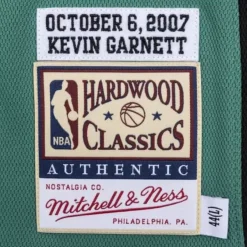 OCTOBER 6, 2007
KEVIN GARNETT
HARDWOOD
NBA
CLASSICS
AUTHENTIC
NOSTALGIA CO.
Mitchell & Ness
PHILADELPHIA, PA.
44(L)